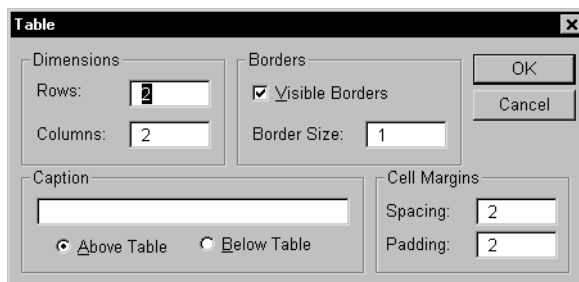 Table
Dimensions
Rows: 2
Columns: 2
Borders
Visible Borders
Border Size: 1
OK
Cancel
Caption
Above Table Below Table
Cell Margins
Spacing: 2
Padding: 2